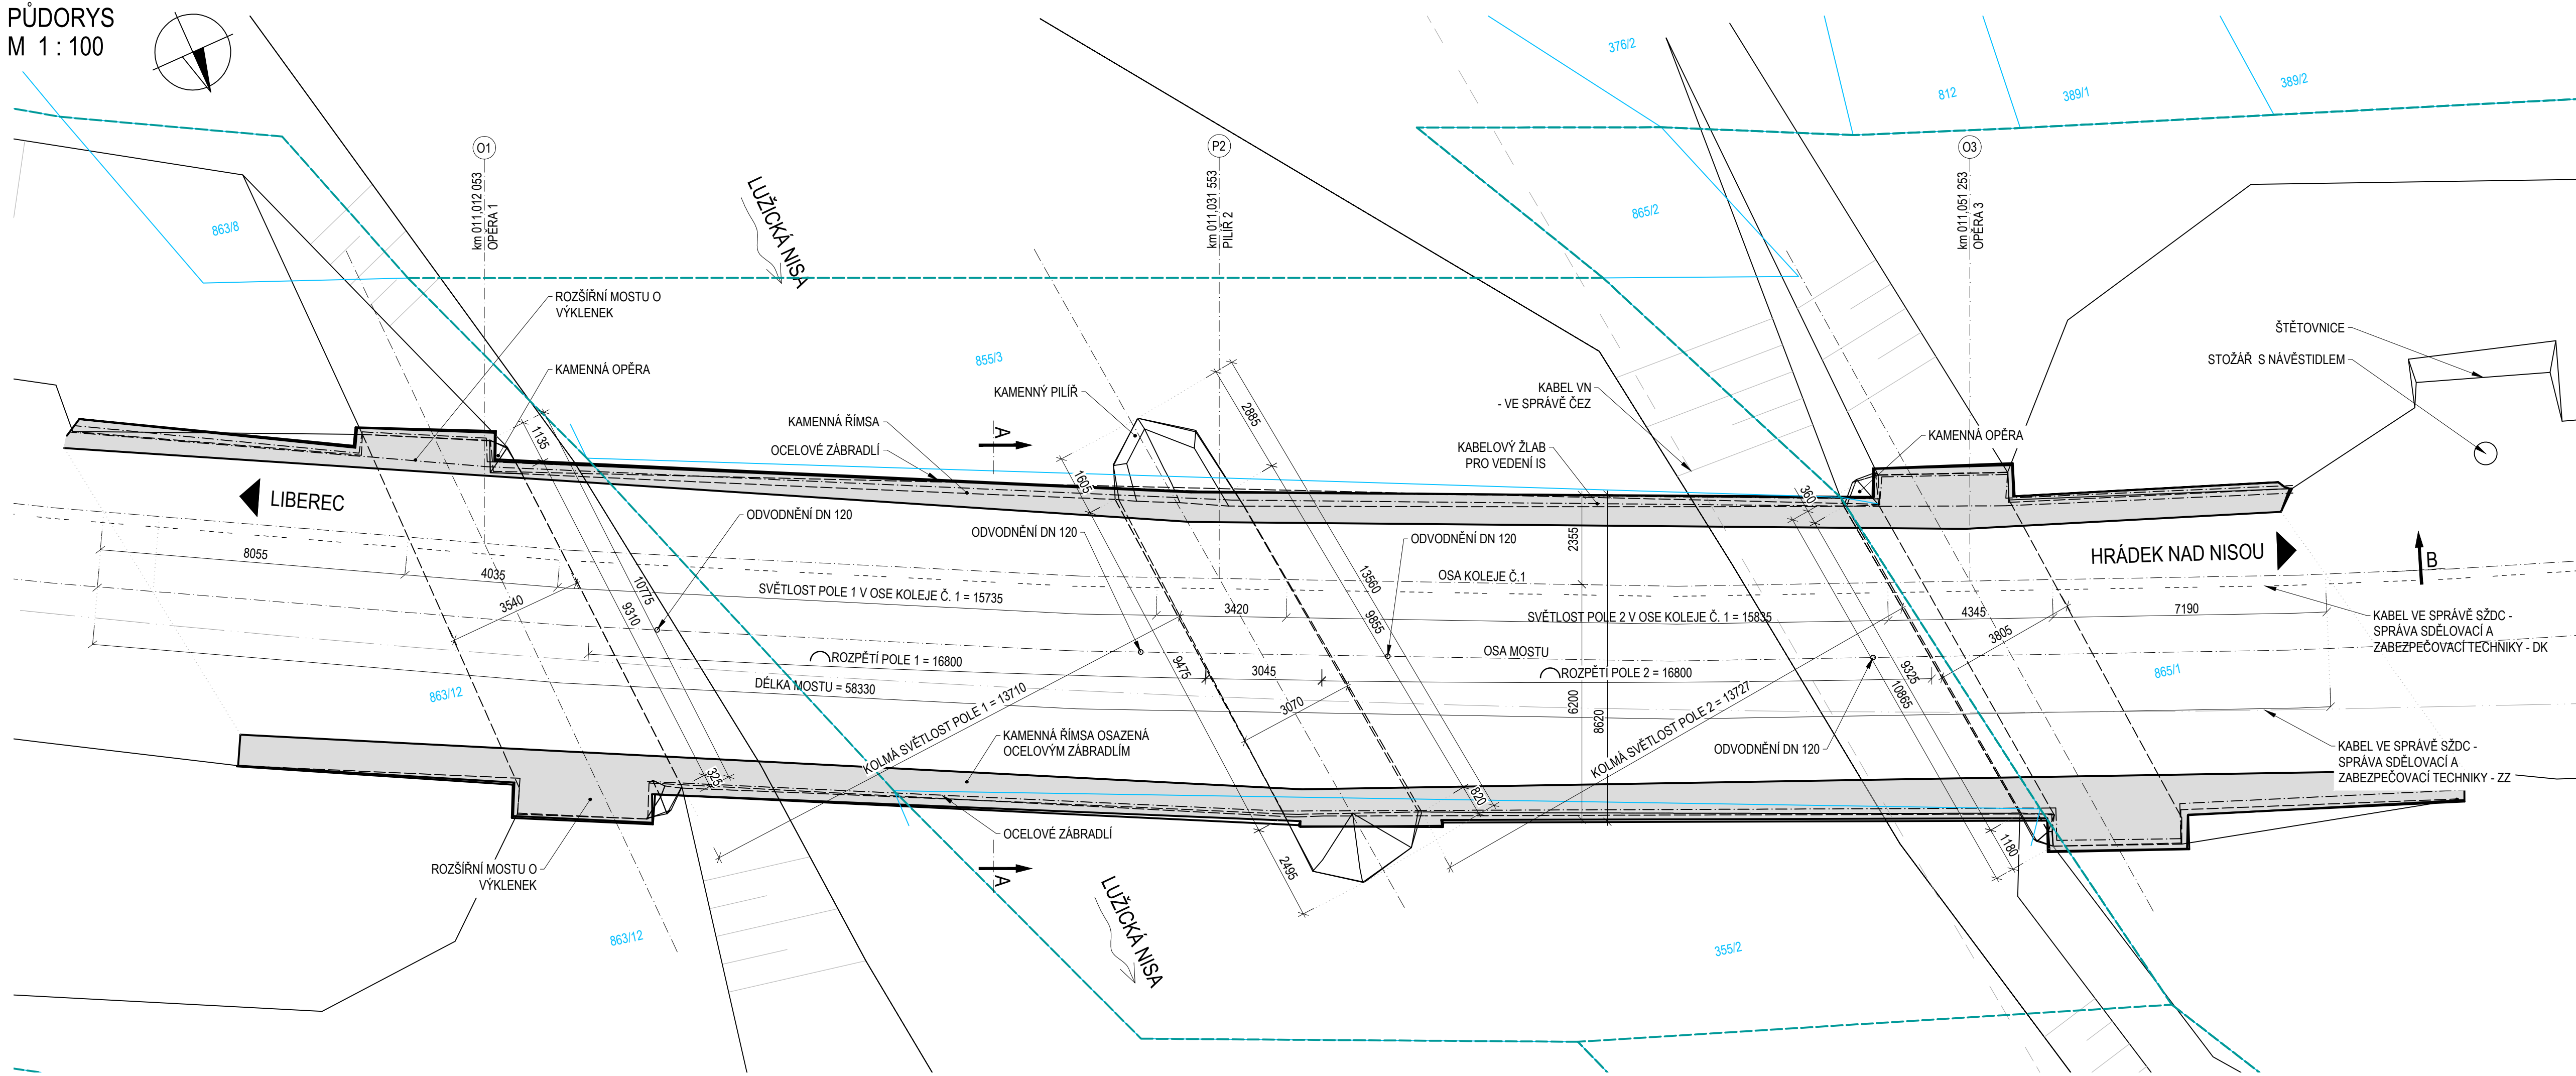 PŮDORYS
M 1 : 100
376/2
812
389/1
389/2
O1
km 011,012 053
OPĚRA 1
P2
km 011,031 553
PILÍŘ 2
O3
km 011,051 253
OPĚRA 3
863/8
LUŽICKÁ NISA
865/2
ROZŠÍŘNÍ MOSTU O
VÝKLENEK
KAMENNÁ OPĚRA
855/3
KAMENNÝ PILÍŘ
KAMENNÁ ŘÍMSA
OCELOVÉ ZÁBRADLÍ
A
KABEL VN
- VE SPRÁVĚ ČEZ
KABELOVÝ ŽLAB
PRO VEDENÍ IS
KAMENNÁ OPĚRA
ŠTĚTOVNICE
STOŽÁŘ S NÁVĚSTIDLEM
1135
2885
1605
360
LIBEREC
ODVODNĚNÍ DN 120
ODVODNĚNÍ DN 120
ODVODNĚNÍ DN 120
2355
HRÁDEK NAD NISOU
B
8055
4035
3540
10775
9310
SVĚTLOST POLE 1 V OSE KOLEJE Č. 1 = 15735
3420
13560
9855
OSA KOLEJE Č.1
SVĚTLOST POLE 2 V OSE KOLEJE Č. 1 = 15835
4345
3805
7190
KABEL VE SPRÁVĚ SŽDC -
SPRÁVA SDĚLOVACÍ A
ZABEZPEČOVACÍ TECHNIKY - DK
ROZPĚTÍ POLE 1 = 16800
9475
3045
OSA MOSTU
ROZPĚTÍ POLE 2 = 16800
9325
10865
865/1
863/12
DÉLKA MOSTU = 58330
3070
6200
8620
KOLMÁ SVĚTLOST POLE 1 = 13710
KOLMÁ SVĚTLOST POLE 2 = 13727
KAMENNÁ ŘÍMSA OSAZENÁ
OCELOVÝM ZÁBRADLÍM
ODVODNĚNÍ DN 120
KABEL VE SPRÁVĚ SŽDC -
SPRÁVA SDĚLOVACÍ A
ZABEZPEČOVACÍ TECHNIKY - ZZ
325
820
OCELOVÉ ZÁBRADLÍ
1180
ROZŠÍŘNÍ MOSTU O
VÝKLENEK
A
2495
LUŽICKÁ NISA
863/12
355/2